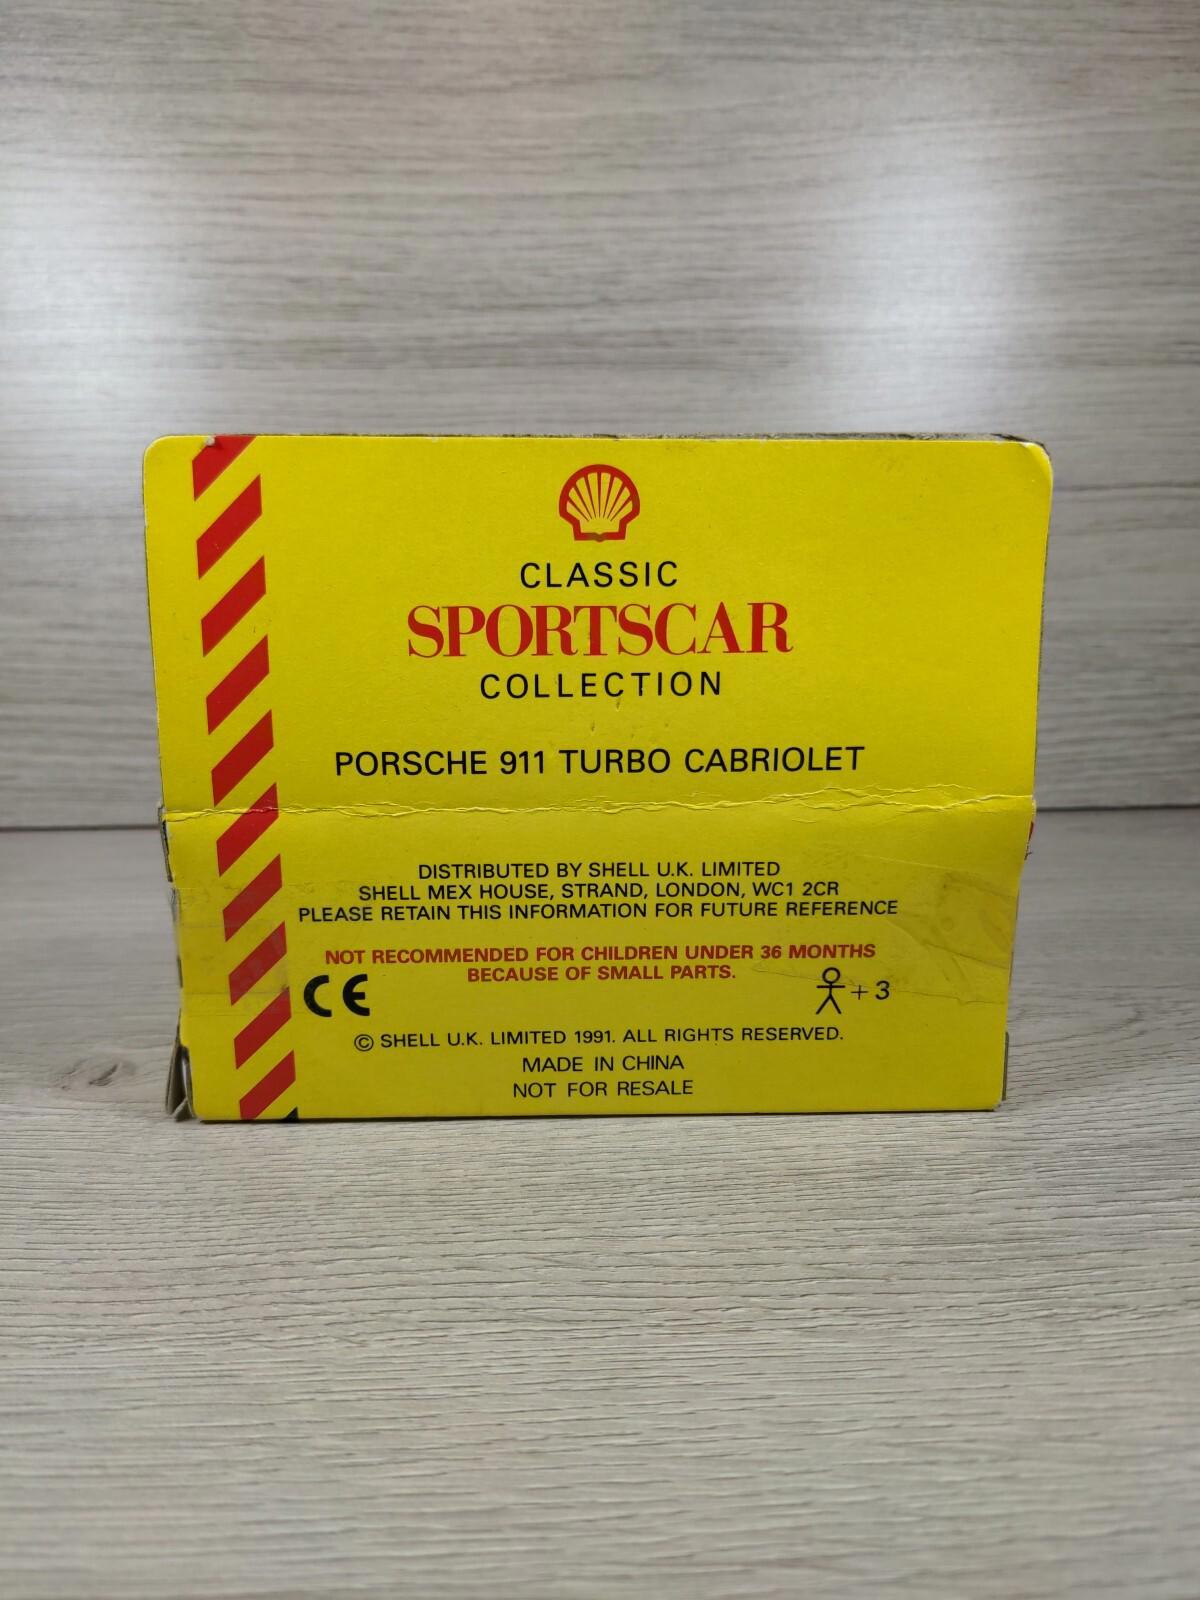 CLASSIC
SPORTSCAR
COLLECTION
PORSCHE 911 TURBO CABRIOLET
DISTRIBUTED BY SHELL U.K. LIMITED
SHELL MEX HOUSE, STRAND, LONDON, WC1 2CR
PLEASE RETAIN THIS INFORMATION FOR FUTURE REFERENCE
NOT RECOMMENDED FOR CHILDREN UNDER 36 MONTHS
BECAUSE OF SMALL PARTS.
CE +3
© SHELL U.K. LIMITED 1991. ALL RIGHTS RESERVED.
MADE IN CHINA
NOT FOR RESALE